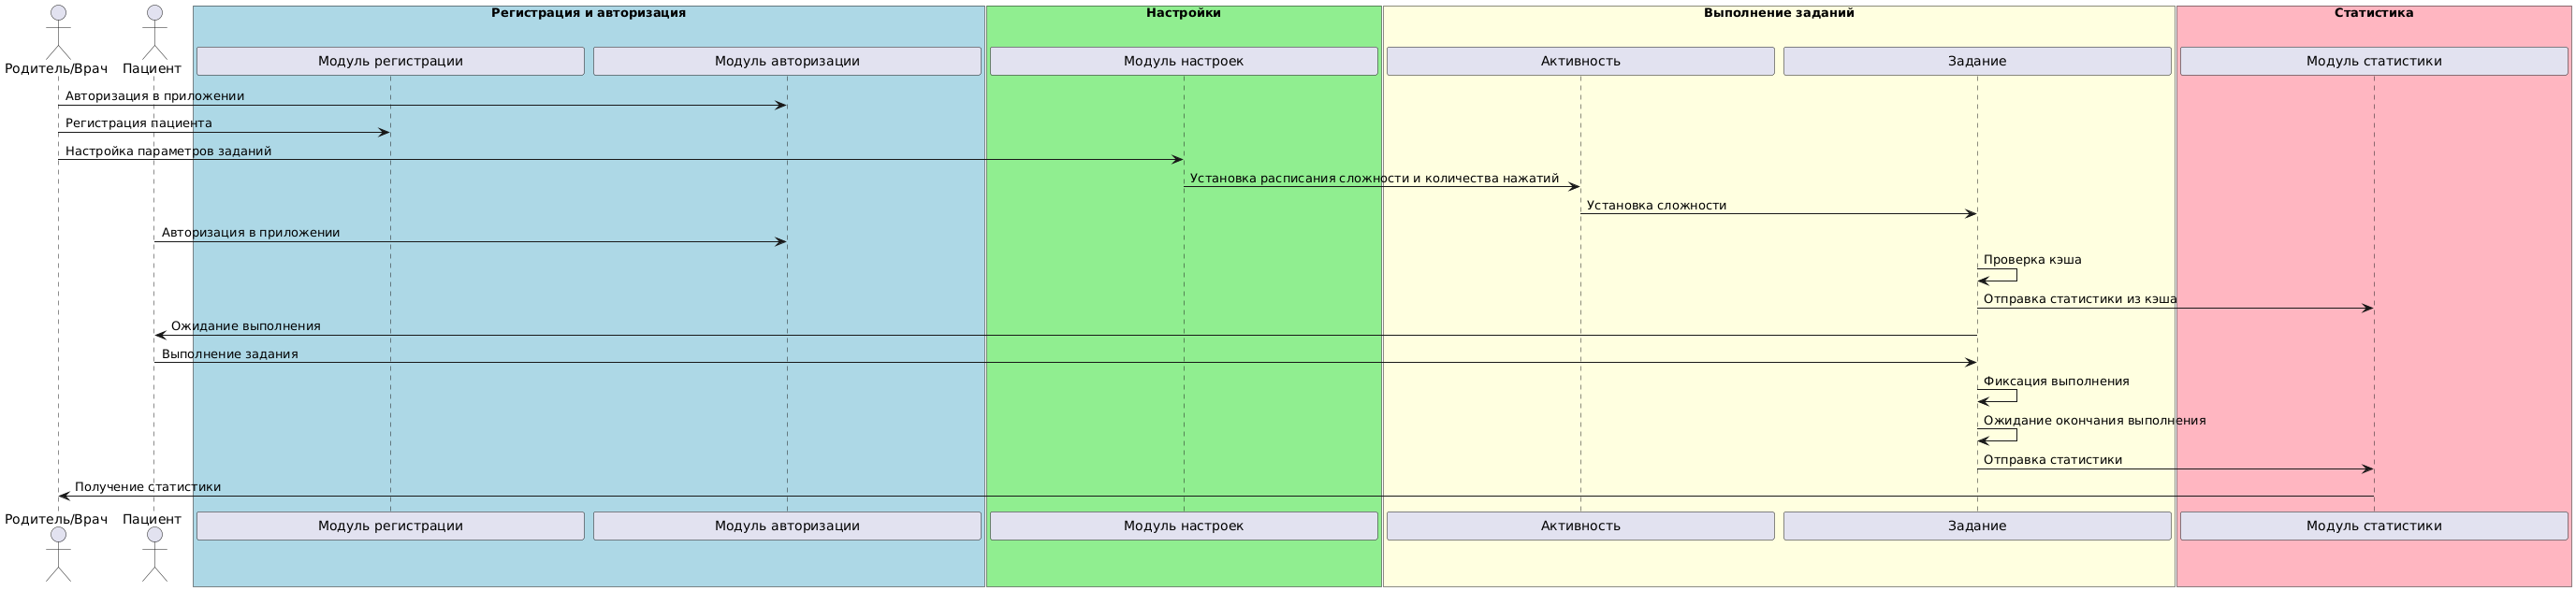 Регистрация и авторизация
Настройки
Выполнение заданий
Статистика
Родитель/Врач
Пациент
Модуль регистрации
Модуль авторизации
Модуль настроек
Активность
Задание
Модуль статистики
Авторизация в приложении
Регистрация пациента
Настройка параметров заданий
Установка расписания сложности и количества нажатий
Установка сложности
Авторизация в приложении
Проверка кэша
Отправка статистики из кэша
Ожидание выполнения
Выполнение задания
Фиксация выполнения
Ожидание окончания выполнения
Отправка статистики
Получение статистики
Родитель/Врач
Пациент
Модуль регистрации
Модуль авторизации
Модуль настроек
Активность
Задание
Модуль статистики